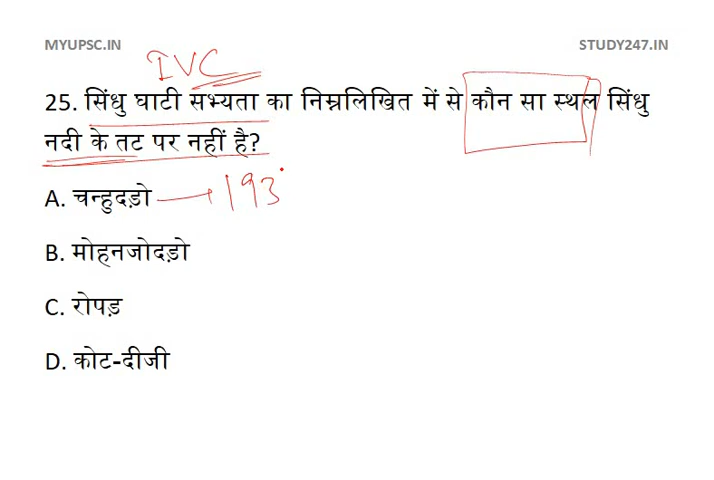 MYUPSC.IN STUDY247.IN
IVC
25. सिंधु घाटी सभ्यता का निम्नलिखित में से कौन सा स्थल सिंधु
नदी के तट पर नहीं है?
A. चन्हुदड़ो 193
B. मोहनजोदड़ो
C. रोपड़
D. कोट-दीजी